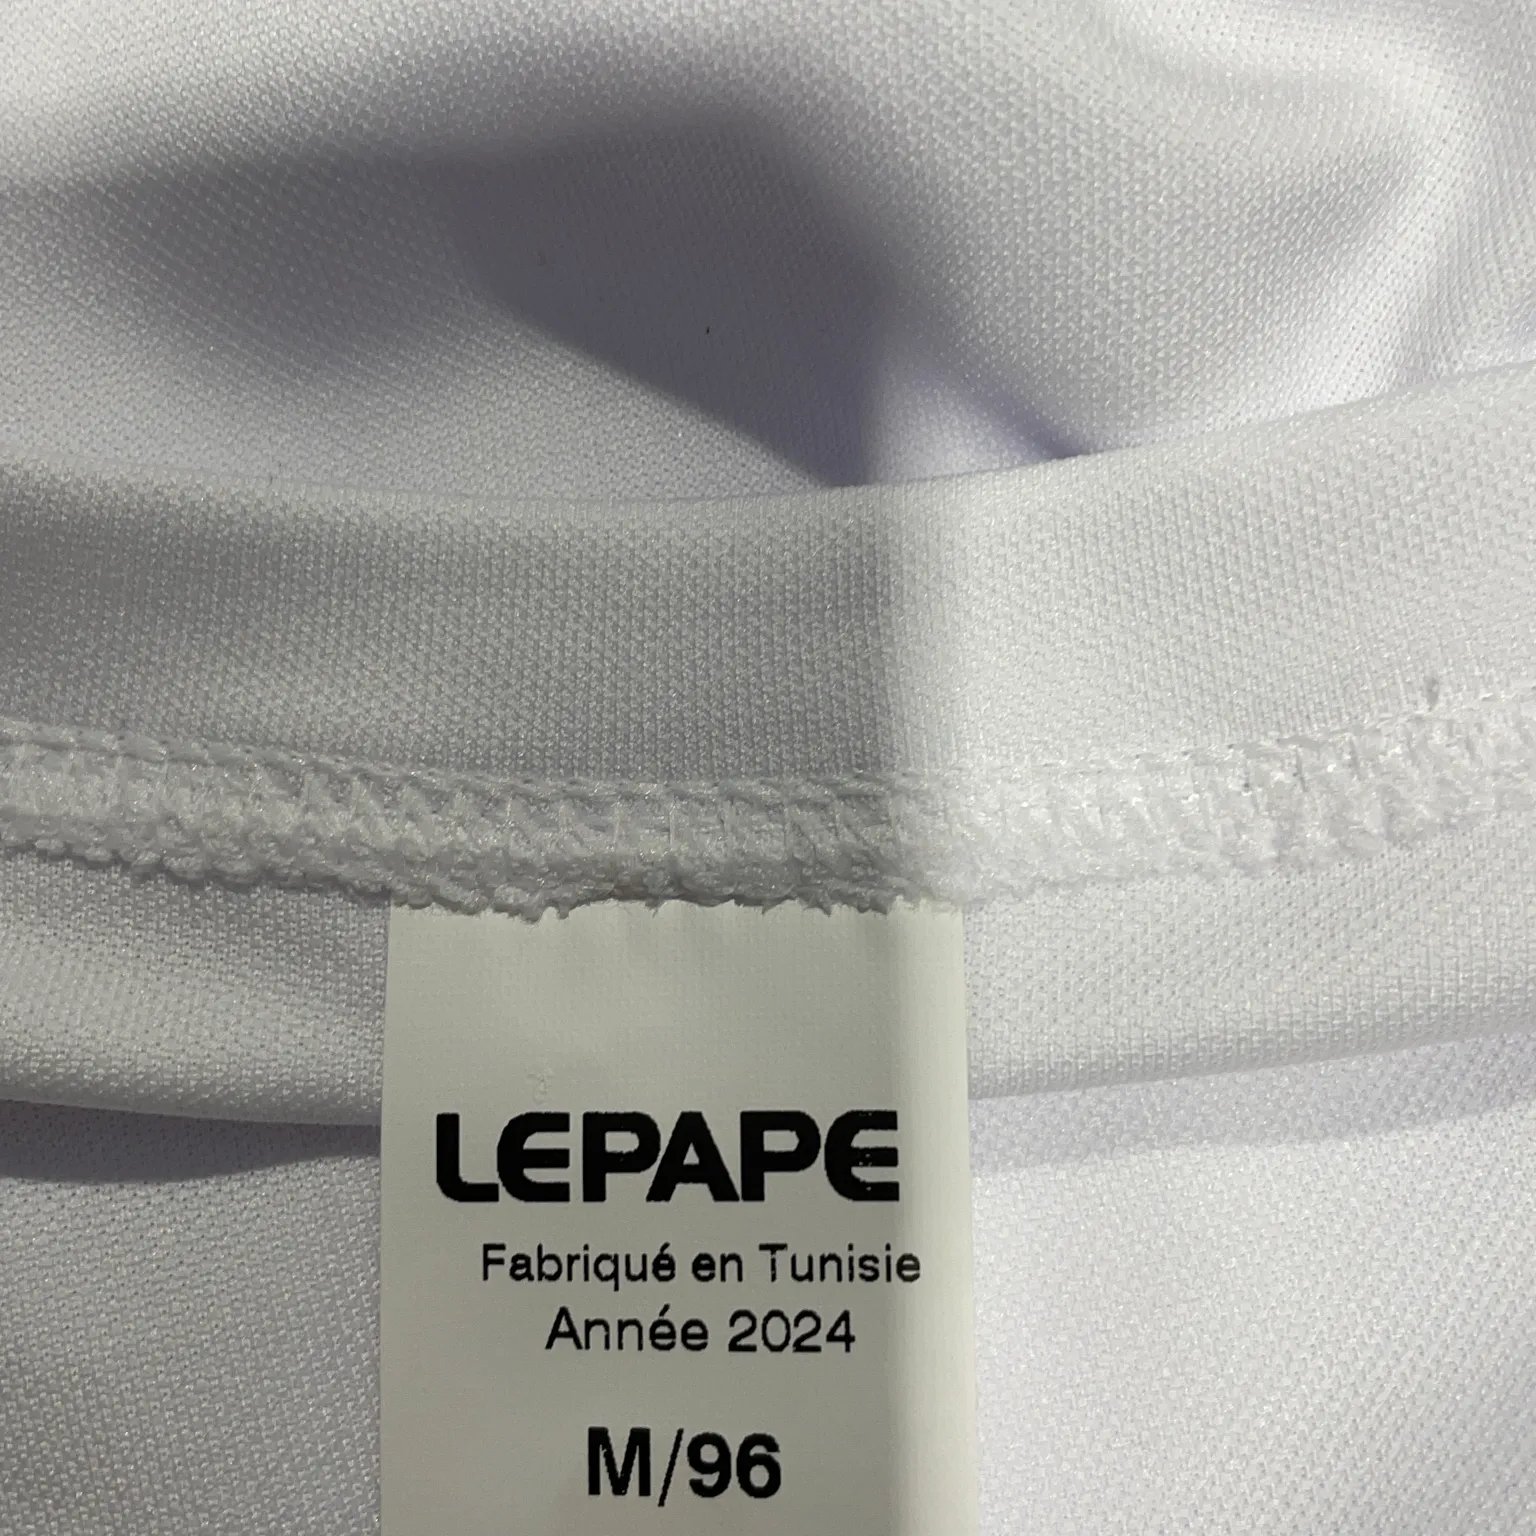 LEPAPE
Fabriqué en Tunisie
Année 2024
M/96